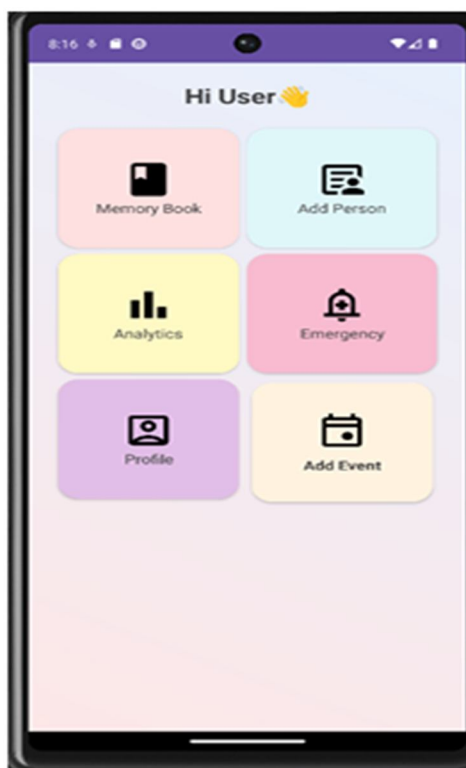 8:16
Hi User👋
Memory Book
Add Person
Analytics
Emergency
Profile
Add Event